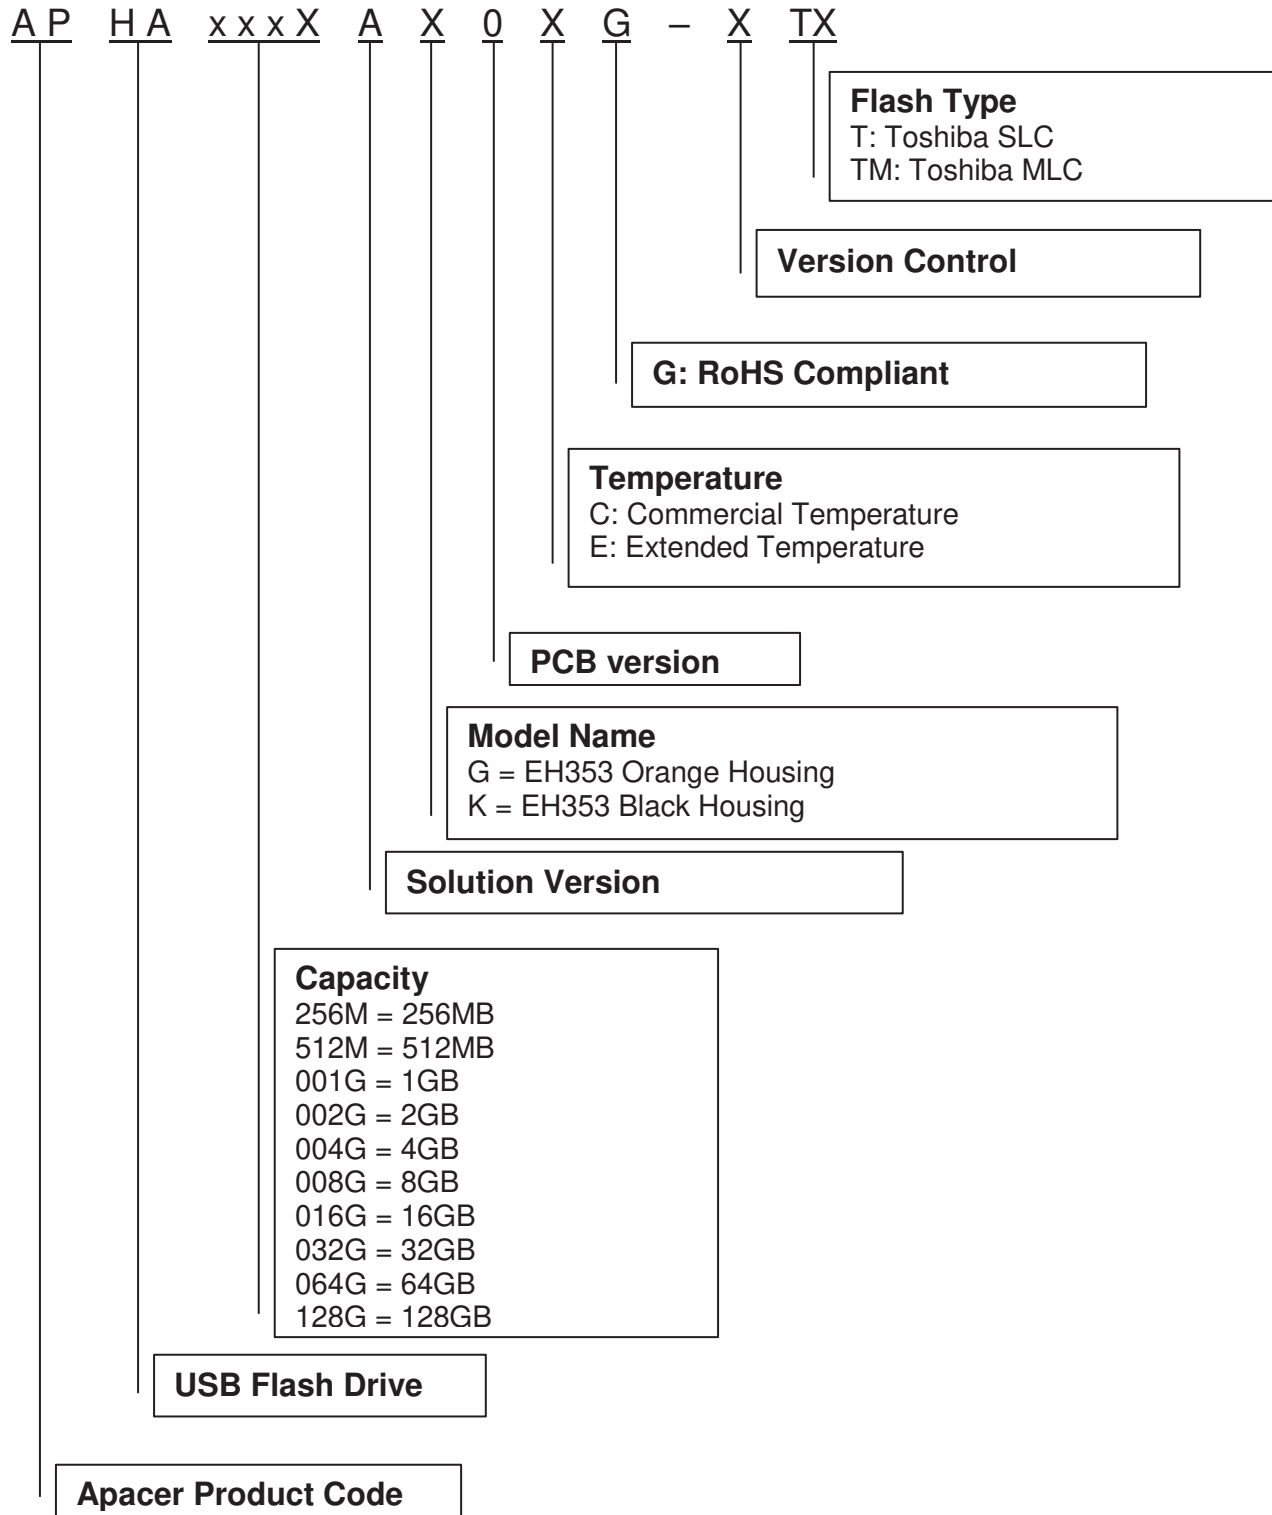 AP HA xxxX A X 0 X G – X TX
Flash Type
T: Toshiba SLC
TM: Toshiba MLC
Version Control
G: RoHS Compliant
Temperature
C: Commercial Temperature
E: Extended Temperature
PCB version
Model Name
G = EH353 Orange Housing
K = EH353 Black Housing
Solution Version
Capacity
256M = 256MB
512M = 512MB
001G = 1GB
002G = 2GB
004G = 4GB
008G = 8GB
016G = 16GB
032G = 32GB
064G = 64GB
128G = 128GB
USB Flash Drive
Apacer Product Code